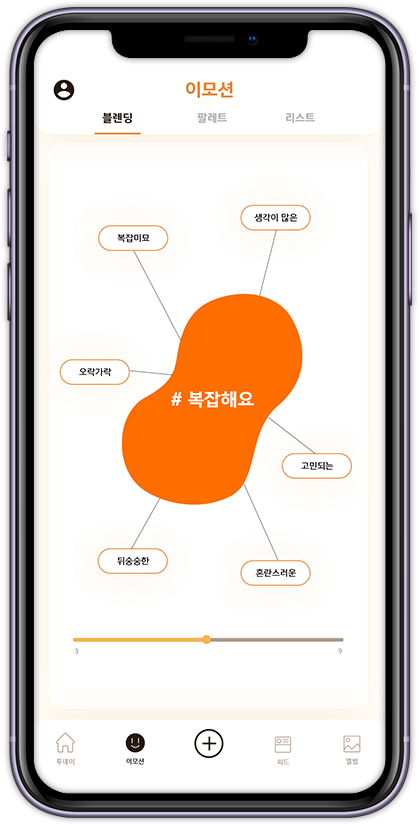 이모션
블렌딩 팔레트 리스트
생각이 많은
복잡미묘
오락가락
# 복잡해요
고민되는
뒤숭숭한
혼란스러운
3 9
투데이 이모션 피드 앨범